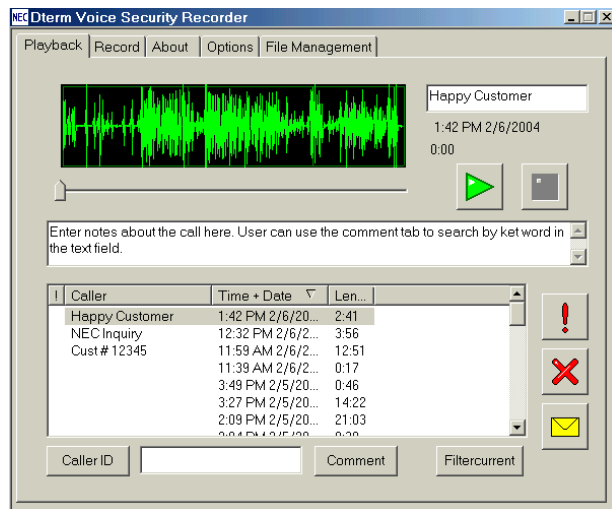 NEC Dterm Voice Security Recorder
Playback Record About Options File Management
Happy Customer
1:42 PM 2/6/2004
0:00
Enter notes about the call here. User can use the comment tab to search by ket word in
the text field.
! Caller Time + Date Len...
Happy Customer 1:42 PM 2/6/20... 2:41
NEC Inquiry 12:32 PM 2/6/2... 3:56
Cust # 12345 11:59 AM 2/6/2... 12:51
11:39 AM 2/6/2... 0:17
3:49 PM 2/5/20... 0:46
3:27 PM 2/5/20... 14:22
2:09 PM 2/5/20... 21:03
Caller ID Comment Filtercurrent